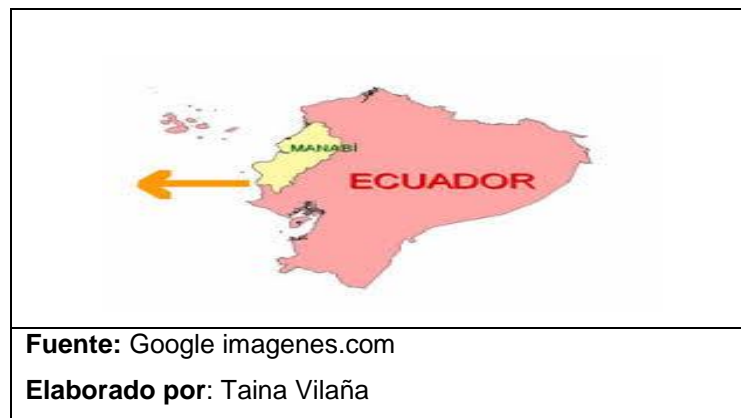 MANABÍ
ECUADOR
Fuente: Google imagenes.com
Elaborado por: Taina Vilaña